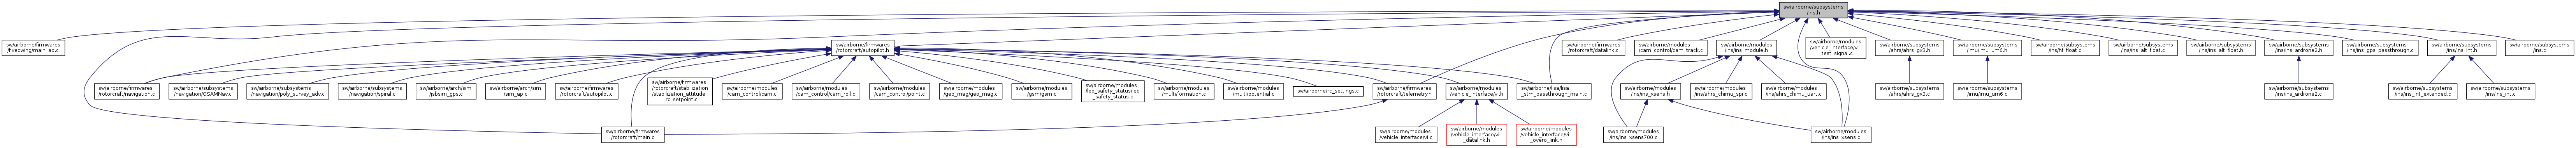 sw/airborne/subsystems
/ins.h
sw/airborne/firmwares
/fixedwing/main_ap.c
sw/airborne/firmwares
/rotorcraft/autopilot.h
sw/airborne/firmwares
/rotorcraft/datalink.c
sw/airborne/modules
/cam_control/cam_track.c
sw/airborne/modules
/ins/ins_module.h
sw/airborne/modules
/vehicle_interface/vi
_test_signal.c
sw/airborne/subsystems
/ahrs/ahrs_gx3.h
sw/airborne/subsystems
/imu/imu_um6.h
sw/airborne/subsystems
/ins/hf_float.c
sw/airborne/subsystems
/ins/ins_alt_float.c
sw/airborne/subsystems
/ins/ins_alt_float.h
sw/airborne/subsystems
/ins/ins_ardrone2.h
sw/airborne/subsystems
/ins/ins_gps_passthrough.c
sw/airborne/subsystems
/ins/ins_int.h
sw/airborne/subsystems
/ins.c
sw/airborne/firmwares
/rotorcraft/navigation.c
sw/airborne/subsystems
/navigation/OSAMNav.c
sw/airborne/subsystems
/navigation/poly_survey_adv.c
sw/airborne/subsystems
/navigation/spiral.c
sw/airborne/arch/sim
/jsbsim_gps.c
sw/airborne/arch/sim
/sim_ap.c
sw/airborne/firmwares
/rotorcraft/autopilot.c
sw/airborne/firmwares
/rotorcraft/stabilization
/stabilization_attitude
_rc_setpoint.c
sw/airborne/modules
/cam_control/cam.c
sw/airborne/modules
/cam_control/cam_roll.c
sw/airborne/modules
/cam_control/point.c
sw/airborne/modules
/geo_mag/geo_mag.c
sw/airborne/modules
/gsm/gsm.c
sw/airborne/modules
/led_safety_status/led
_safety_status.c
sw/airborne/modules
/multi/formation.c
sw/airborne/modules
/multi/potential.c
sw/airborne/rc_settings.c
sw/airborne/firmwares
/rotorcraft/telemetry.h
sw/airborne/modules
/vehicle_interface/vi.h
sw/airborne/lisa/lisa
_stm_passthrough_main.c
sw/airborne/modules
/ins/ins_xsens.h
sw/airborne/modules
/ins/ahrs_chimu_spi.c
sw/airborne/modules
/ins/ahrs_chimu_uart.c
sw/airborne/subsystems
/ahrs/ahrs_gx3.c
sw/airborne/subsystems
/imu/imu_um6.c
sw/airborne/subsystems
/ins/ins_ardrone2.c
sw/airborne/subsystems
/ins/ins_int_extended.c
sw/airborne/subsystems
/ins/ins_int.c
sw/airborne/firmwares
/rotorcraft/main.c
sw/airborne/modules
/vehicle_interface/vi.c
sw/airborne/modules
/vehicle_interface/vi
_datalink.h
sw/airborne/modules
/vehicle_interface/vi
_overo_link.h
sw/airborne/modules
/ins/ins_xsens700.c
sw/airborne/modules
/ins/ins_xsens.c